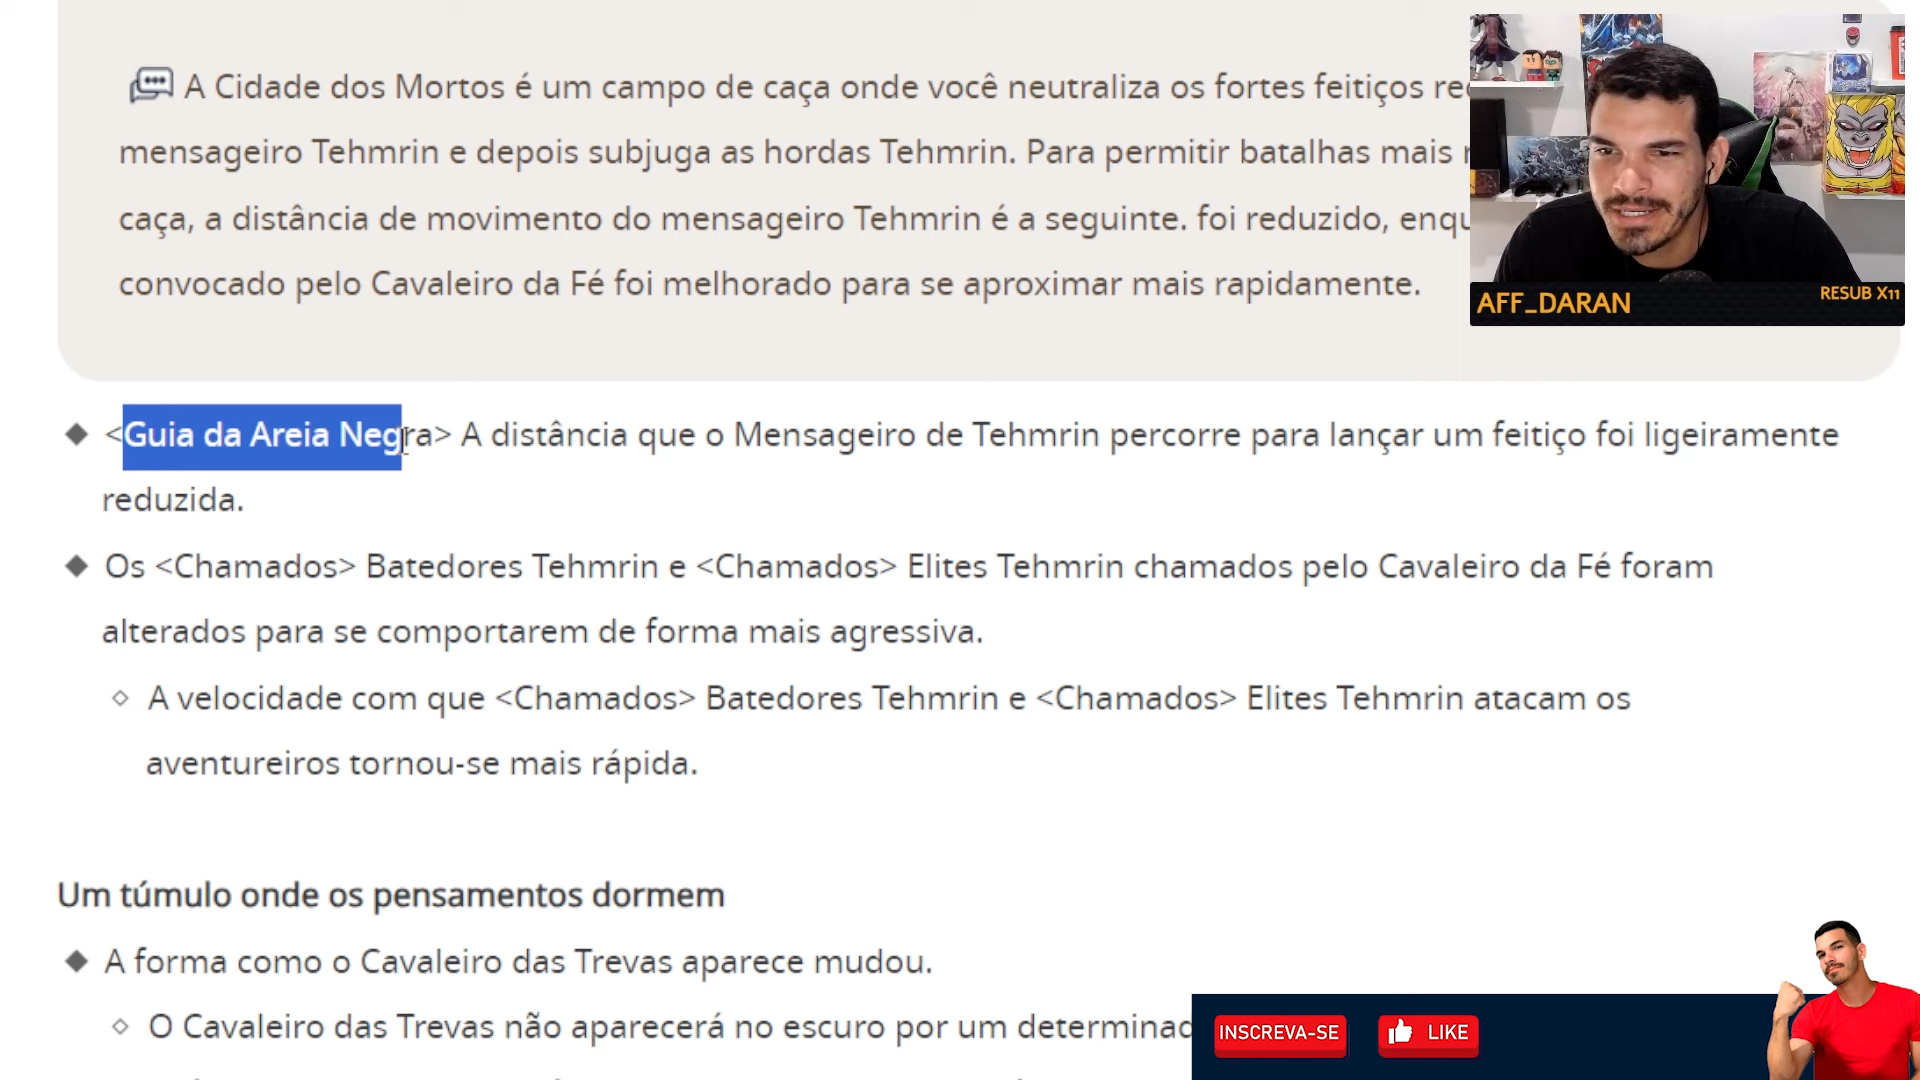 A Cidade dos Mortos é um campo de caça onde você neutraliza os fortes feitiços
mensageiro Tehmrin e depois subjuga as hordas Tehmrin. Para permitir batalhas mais
caça, a distância de movimento do mensageiro Tehmrin é a seguinte. foi reduzido,
convocado pelo Cavaleiro da Fé foi melhorado para se aproximar mais rapidamente.
AFF_DARAN
RESUB X11
<Guia da Areia Negra> A distância que o Mensageiro de Tehmrin percorre para lançar um feitiço foi ligeiramente
reduzida.
Os <Chamados> Batedores Tehmrin e <Chamados> Elites Tehmrin chamados pelo Cavaleiro da Fé foram
alterados para se comportarem de forma mais agressiva.
A velocidade com que <Chamados> Batedores Tehmrin e <Chamados> Elites Tehmrin atacam os
aventureiros tornou-se mais rápida.
Um túmulo onde os pensamentos dormem
A forma como o Cavaleiro das Trevas aparece mudou.
O Cavaleiro das Trevas não aparecerá no escuro por um
INSCREVA-SE
LIKE